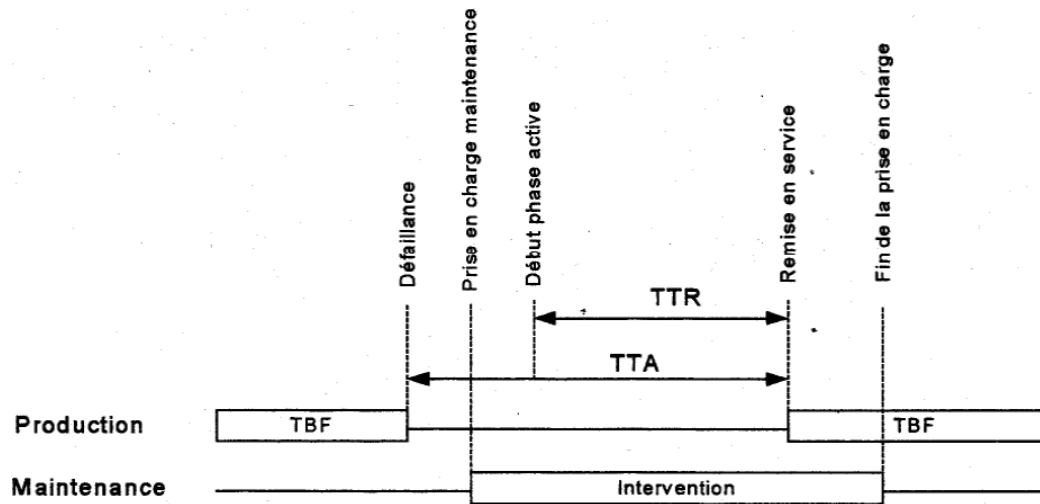 Défaillance
Prise en charge maintenance
Début phase active
Remise en service
Fin de la prise en charge
TTR
TTA
Production
TBF
TBF
Maintenance
Intervention